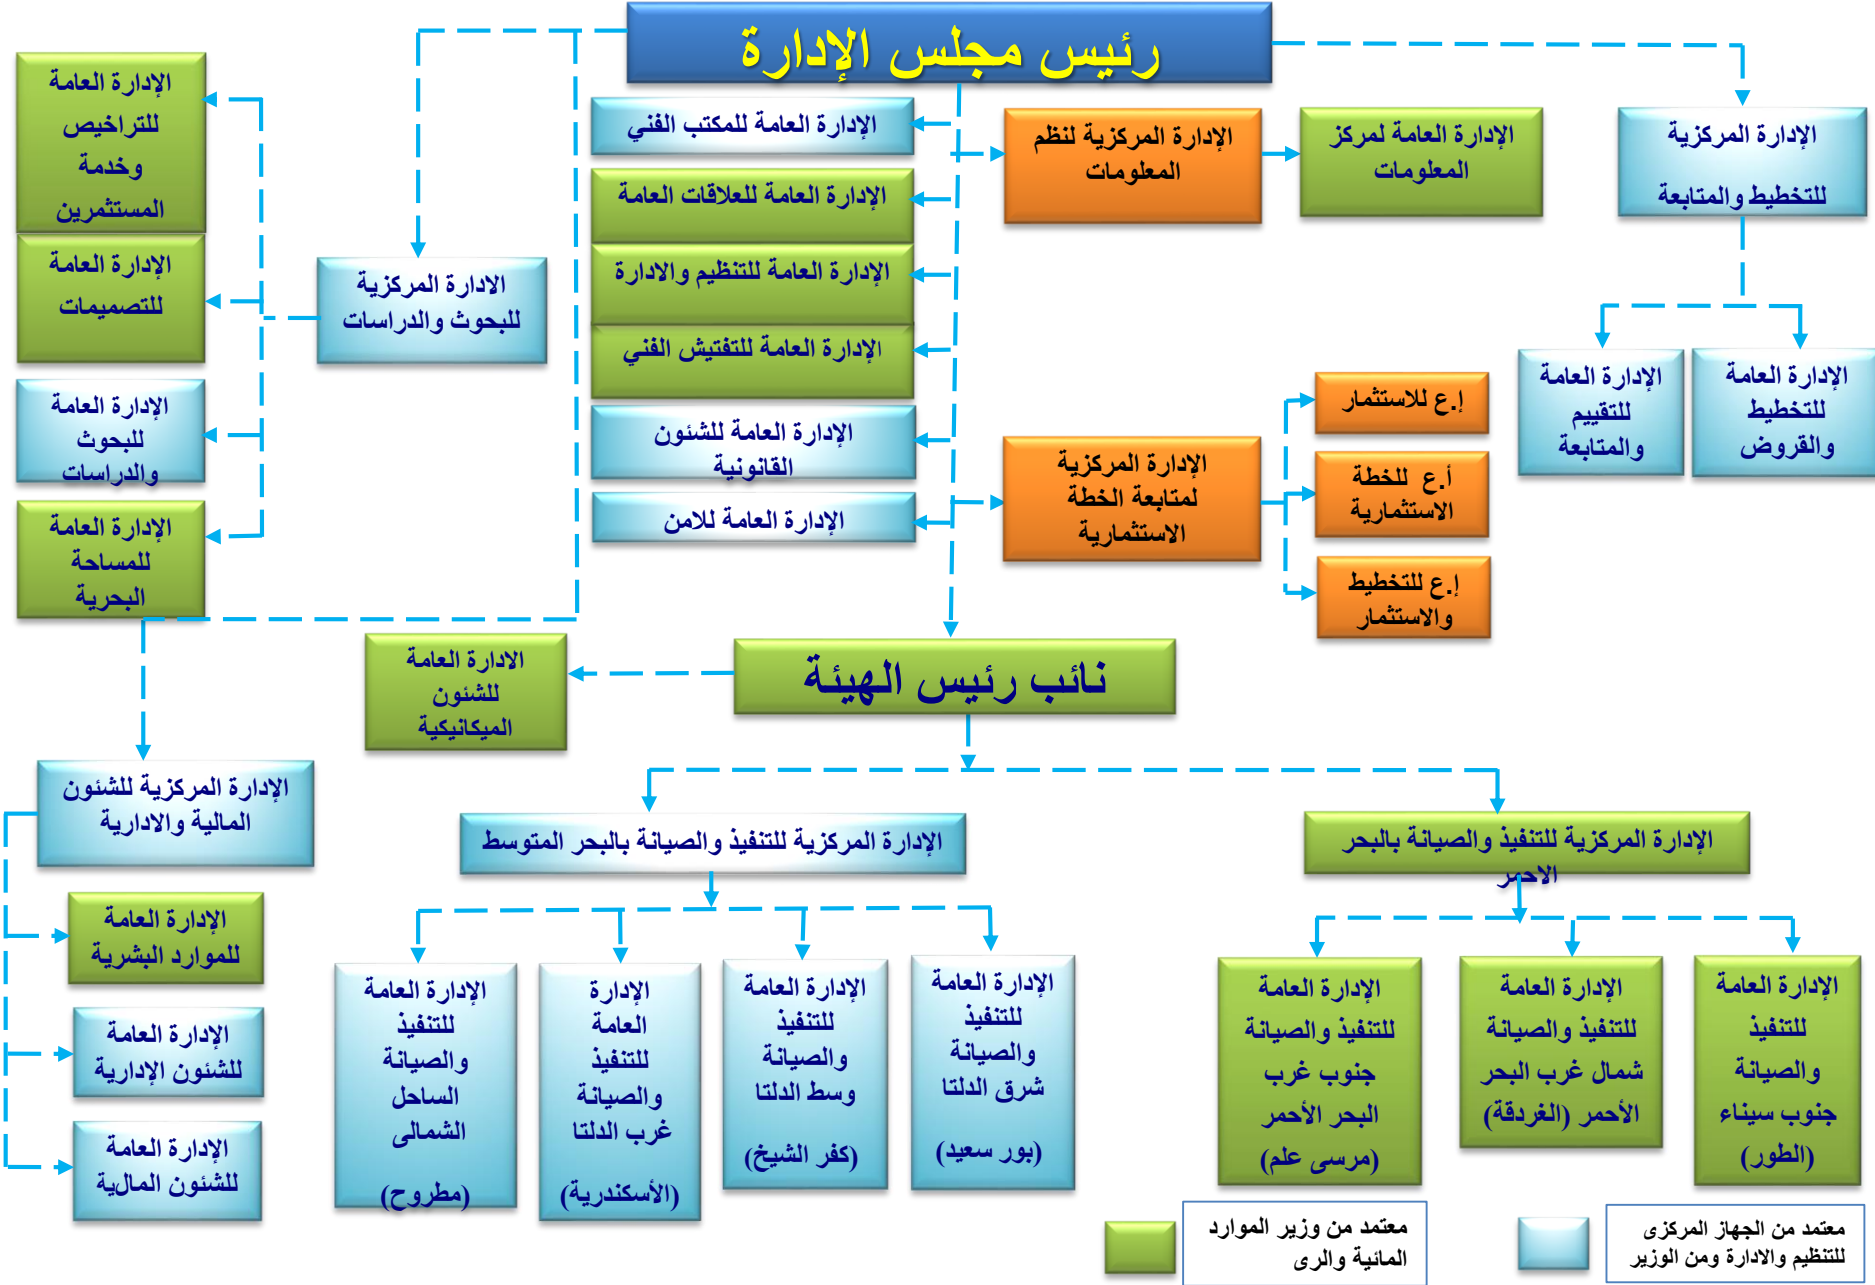 رئيس مجلس الإدارة
الإدارة المركزية
للتخطيط والمتابعة
الإدارة العامة
للتخطيط
والقروض
الإدارة العامة
للتقييم
والمتابعة
الإدارة المركزية لنظم
المعلومات
الإدارة العامة لمركز
المعلومات
الإدارة العامة للمكتب الفني
الإدارة العامة للعلاقات العامة
الإدارة العامة للتنظيم والادارة
الإدارة العامة للتفتيش الفني
الإدارة العامة للشئون
القانونية
الإدارة العامة للامن
الإدارة المركزية
لمتابعة الخطة
الاستثمارية
إ.ع للاستثمار
أ.ع للخطة
الاستثمارية
إ.ع للتخطيط
والاستثمار
الادارة المركزية
للبحوث والدراسات
الإدارة العامة
للتراخيص
وخدمة
المستثمرين
الإدارة العامة
للتصميمات
الإدارة العامة
للبحوث
والدراسات
الإدارة العامة
للمساحة
البحرية
نائب رئيس الهيئة
الادارة العامة
للشئون
الميكانيكية
الإدارة المركزية للشئون
المالية والادارية
الإدارة العامة
للموارد البشرية
الإدارة العامة
للشئون الإدارية
الإدارة العامة
للشئون المالية
الإدارة المركزية للتنفيذ والصيانة بالبحر
الاحمر
الإدارة العامة
للتنفيذ
والصيانة
جنوب سيناء
(الطور)
الإدارة العامة
للتنفيذ والصيانة
شمال غرب البحر
الأحمر (الغردقة)
الإدارة العامة
للتنفيذ والصيانة
جنوب غرب
البحر الأحمر
(مرسى علم)
الإدارة المركزية للتنفيذ والصيانة بالبحر المتوسط
الإدارة العامة
للتنفيذ
والصيانة
شرق الدلتا
(بور سعيد)
الإدارة العامة
للتنفيذ
والصيانة
وسط الدلتا
(كفر الشيخ)
الإدارة
العامة
للتنفيذ
والصيانة
غرب الدلتا
(الأسكندرية)
الإدارة العامة
للتنفيذ
والصيانة
الساحل
الشمالى
(مطروح)
معتمد من الجهاز المركزى
للتنظيم والادارة ومن الوزير
معتمد من وزير الموارد
المائية والرى